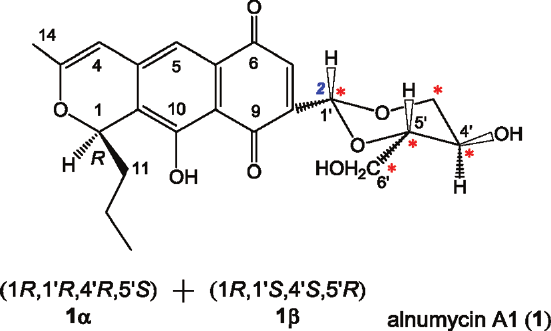 14
4
5
6
O
H
2
*
1'
O
H
*
5'
4'
OH
O
1
10
9
O
*
*
H
R
11
OH
O
HOH₂C
*
6'
H
(1R,1'R,4'R,5'S) + (1R,1'S,4'S,5'R)
1α 1β alnumycin A1 (1)